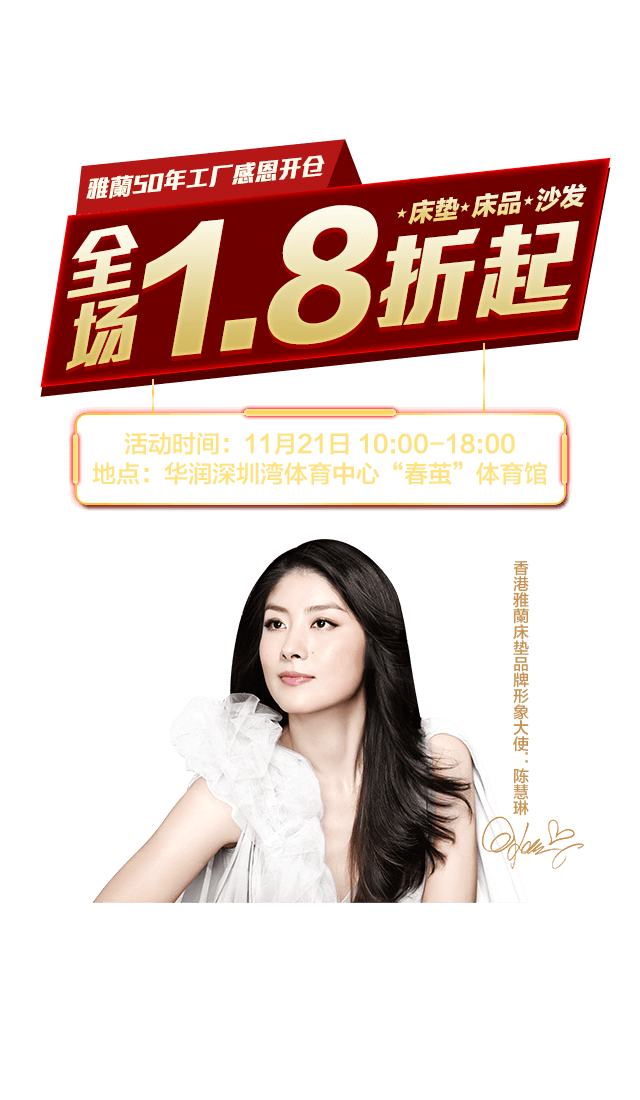 雅蘭50年工厂感恩开仓
★床垫★床品★沙发
全场1.8折起
活动时间：11月21日 10:00-18:00
地点：华润深圳湾体育中心“春茧”体育馆
香港雅蘭床垫品牌形象大使：陈慧琳